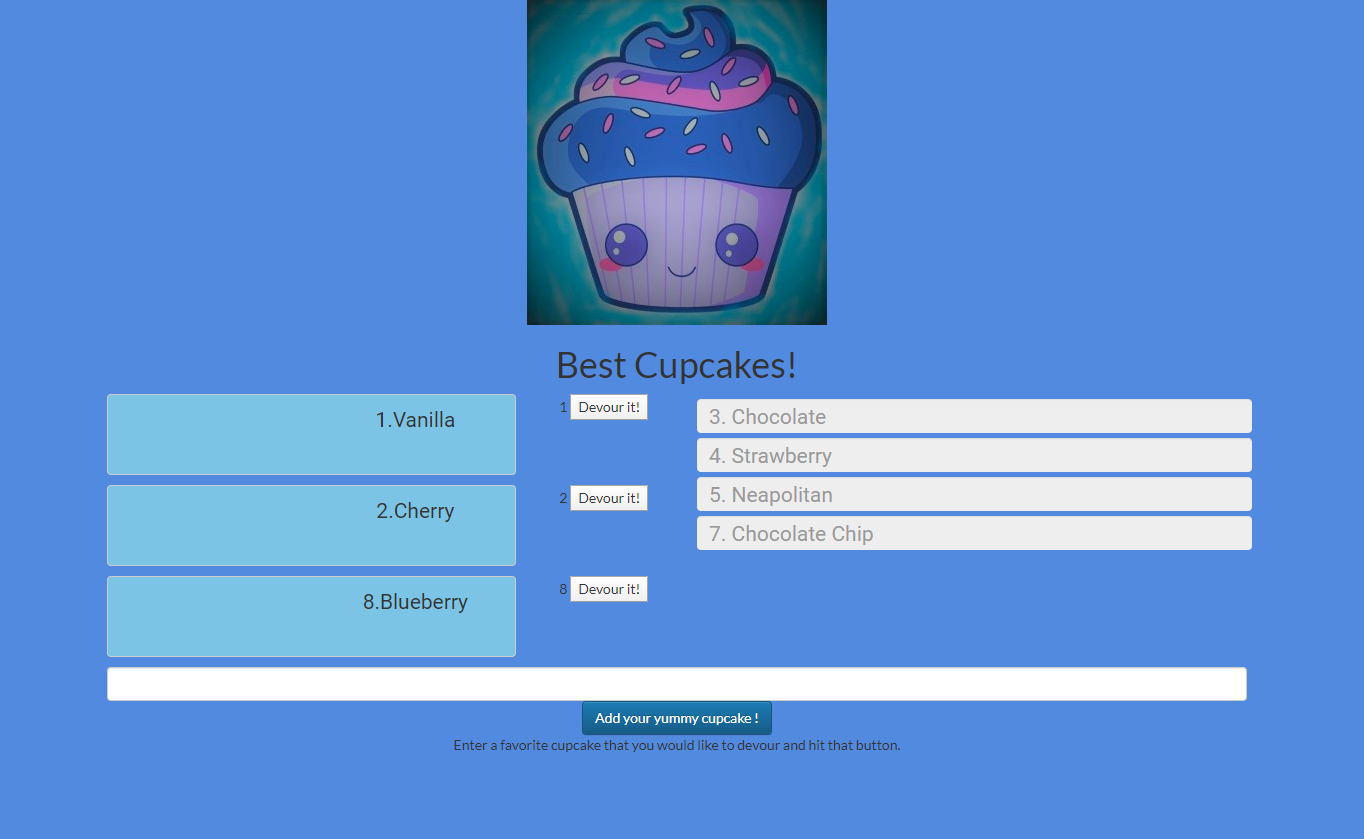 Best Cupcakes!
1.Vanilla
1 Devour it!
2.Cherry
2 Devour it!
8.Blueberry
8 Devour it!
3. Chocolate
4. Strawberry
5. Neapolitan
7. Chocolate Chip
Add your yummy cupcake !
Enter a favorite cupcake that you would like to devour and hit that button.